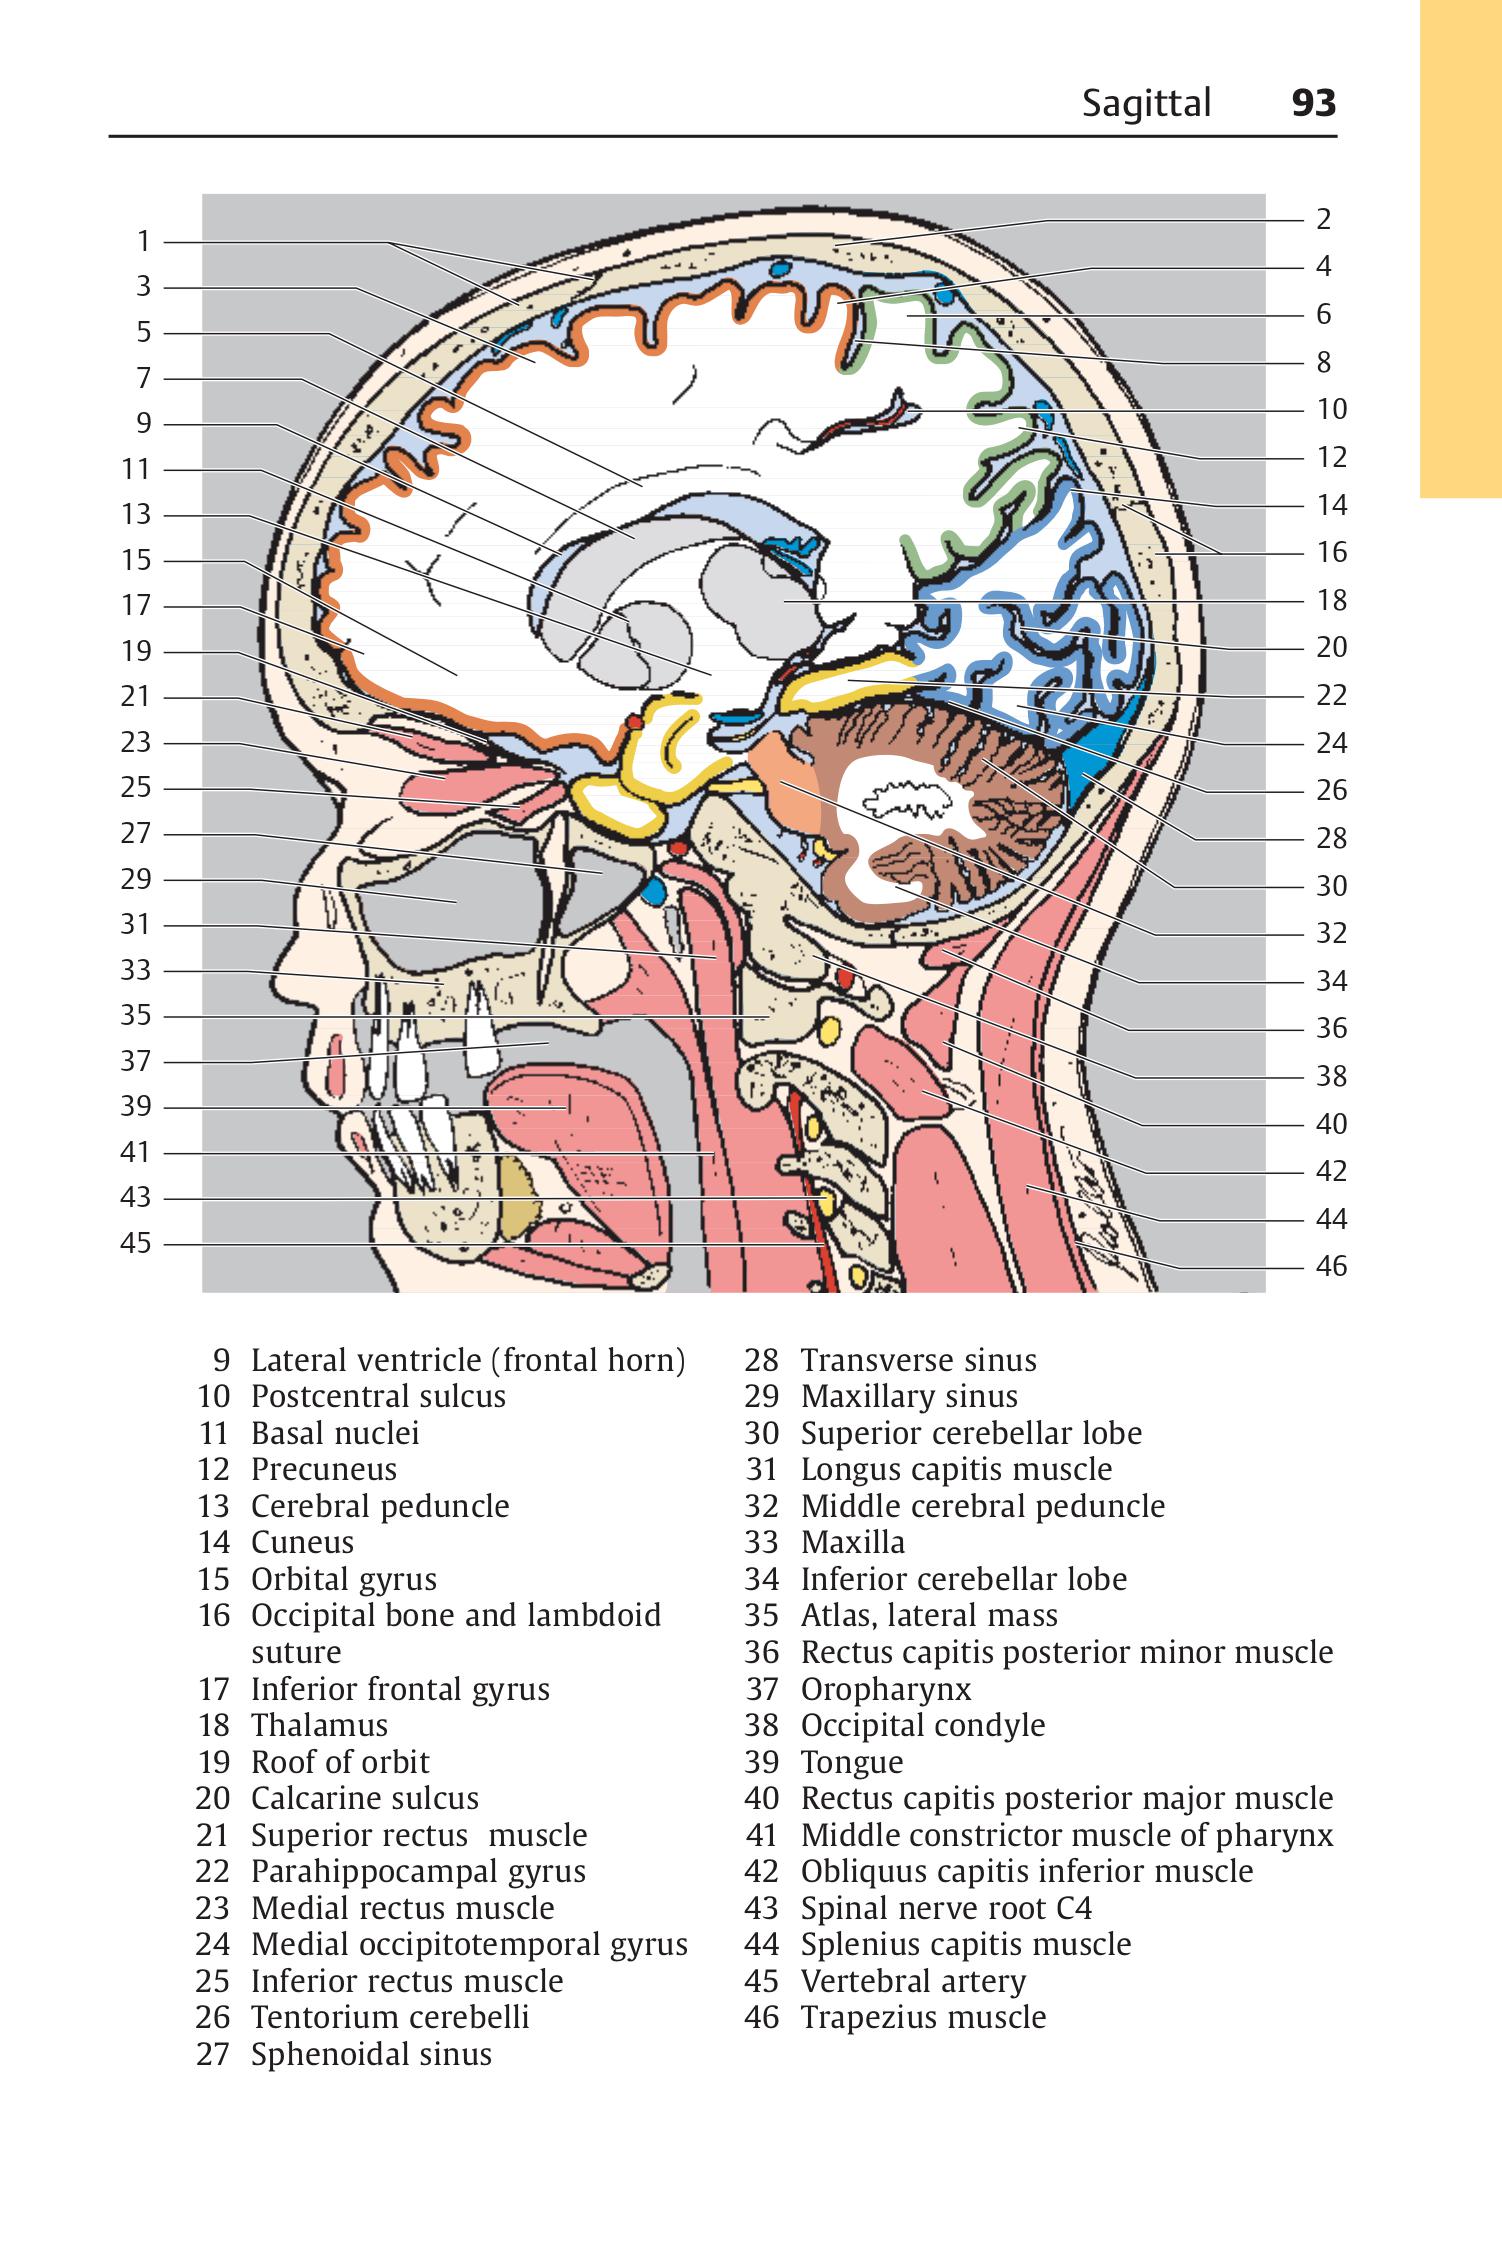 Sagittal 93
1
2
3
4
5
6
7
8
9
10
11
12
13
14
15
16
17
18
19
20
21
22
23
24
25
26
27
28
29
30
31
32
33
34
35
36
37
38
39
40
41
42
43
44
45
46
9 Lateral ventricle (frontal horn)
10 Postcentral sulcus
11 Basal nuclei
12 Precuneus
13 Cerebral peduncle
14 Cuneus
15 Orbital gyrus
16 Occipital bone and lambdoid
suture
17 Inferior frontal gyrus
18 Thalamus
19 Roof of orbit
20 Calcarine sulcus
21 Superior rectus muscle
22 Parahippocampal gyrus
23 Medial rectus muscle
24 Medial occipitotemporal gyrus
25 Inferior rectus muscle
26 Tentorium cerebelli
27 Sphenoidal sinus
28 Transverse sinus
29 Maxillary sinus
30 Superior cerebellar lobe
31 Longus capitis muscle
32 Middle cerebral peduncle
33 Maxilla
34 Inferior cerebellar lobe
35 Atlas, lateral mass
36 Rectus capitis posterior minor muscle
37 Oropharynx
38 Occipital condyle
39 Tongue
40 Rectus capitis posterior major muscle
41 Middle constrictor muscle of pharynx
42 Obliquus capitis inferior muscle
43 Spinal nerve root C4
44 Splenius capitis muscle
45 Vertebral artery
46 Trapezius muscle